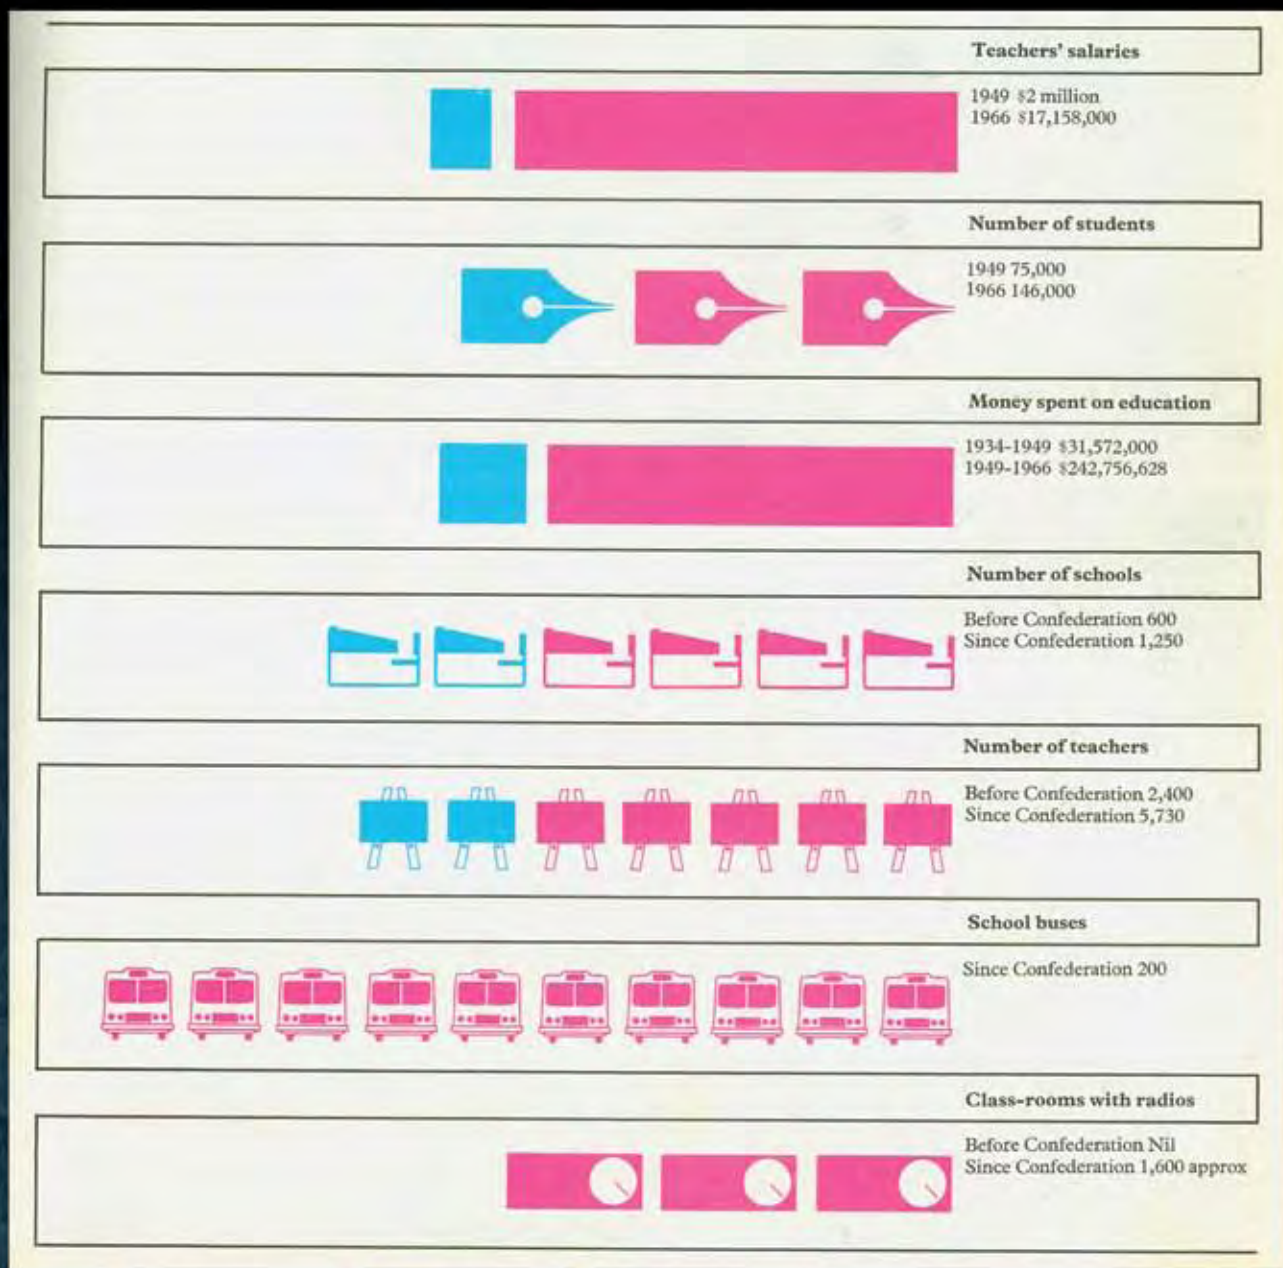 Teachers' salaries
1949 $2 million
1966 $17,158,000
Number of students
1949 75,000
1966 146,000
Money spent on education
1934-1949 $31,572,000
1949-1966 $242,756,628
Number of schools
Before Confederation 600
Since Confederation 1,250
Number of teachers
Before Confederation 2,400
Since Confederation 5,730
School buses
Since Confederation 200
Class-rooms with radios
Before Confederation Nil
Since Confederation 1,600 approx